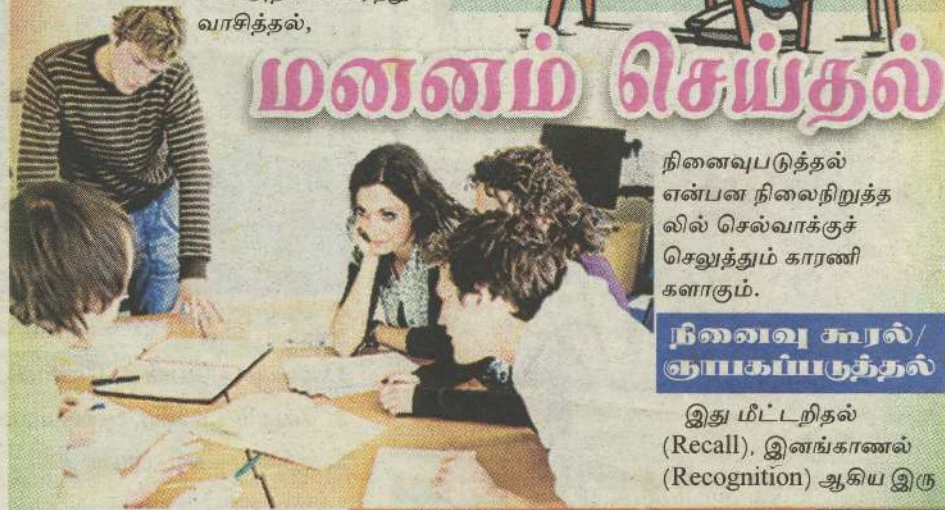 வாசித்தல்,
மனனம் செய்தல்
நினைவுபடுத்தல்
என்பன நிலைநிறுத்த
லில் செல்வாக்குச்
செலுத்தும் காரணி
களாகும்.
நினைவு கூரல்/
ஞாபகப்படுத்தல்
இது மீட்டறிதல்
(Recall), இனங்காணல்
(Recognition) ஆகிய இரு